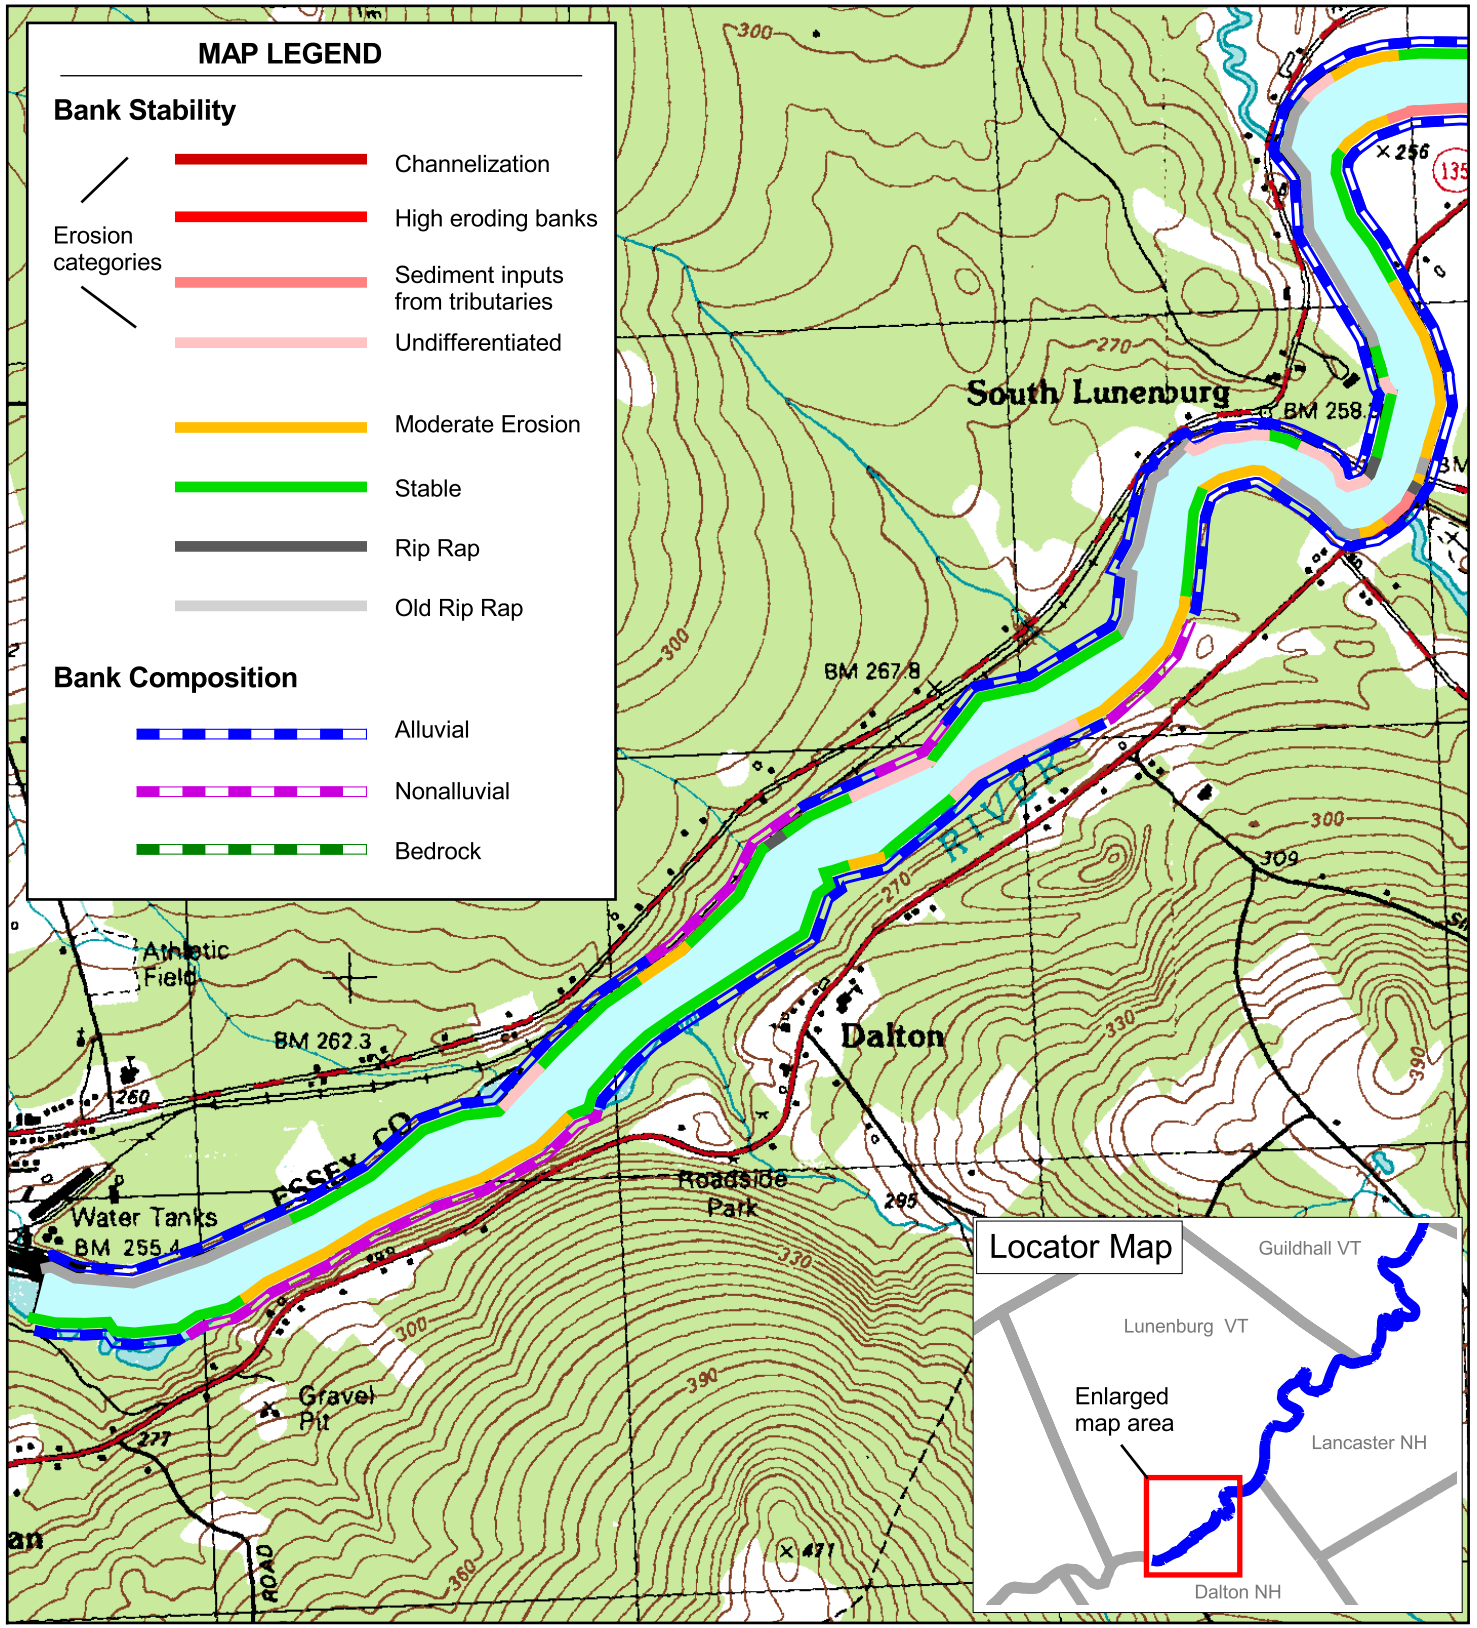 MAP LEGEND
Bank Stability
Channelization
High eroding banks
Erosion
categories
Sediment inputs
from tributaries
Undifferentiated
Moderate Erosion
Stable
Rip Rap
Old Rip Rap
Bank Composition
Alluvial
Nonalluvial
Bedrock
300
256
135
270
South Lunenburg
BM 258.
BM
300
BM 267.8
RIVER
300
309
270
Athletic
Field
BM 262.3
Dalton
330
390
260
ESSEX CO
Roadside
Park
295
Water Tanks
BM 255.4
330
300
390
Gravel
Pit
277
an
ROAD
360
471
Locator Map
Guildhall VT
Lunenburg VT
Enlarged
map area
Lancaster NH
Dalton NH